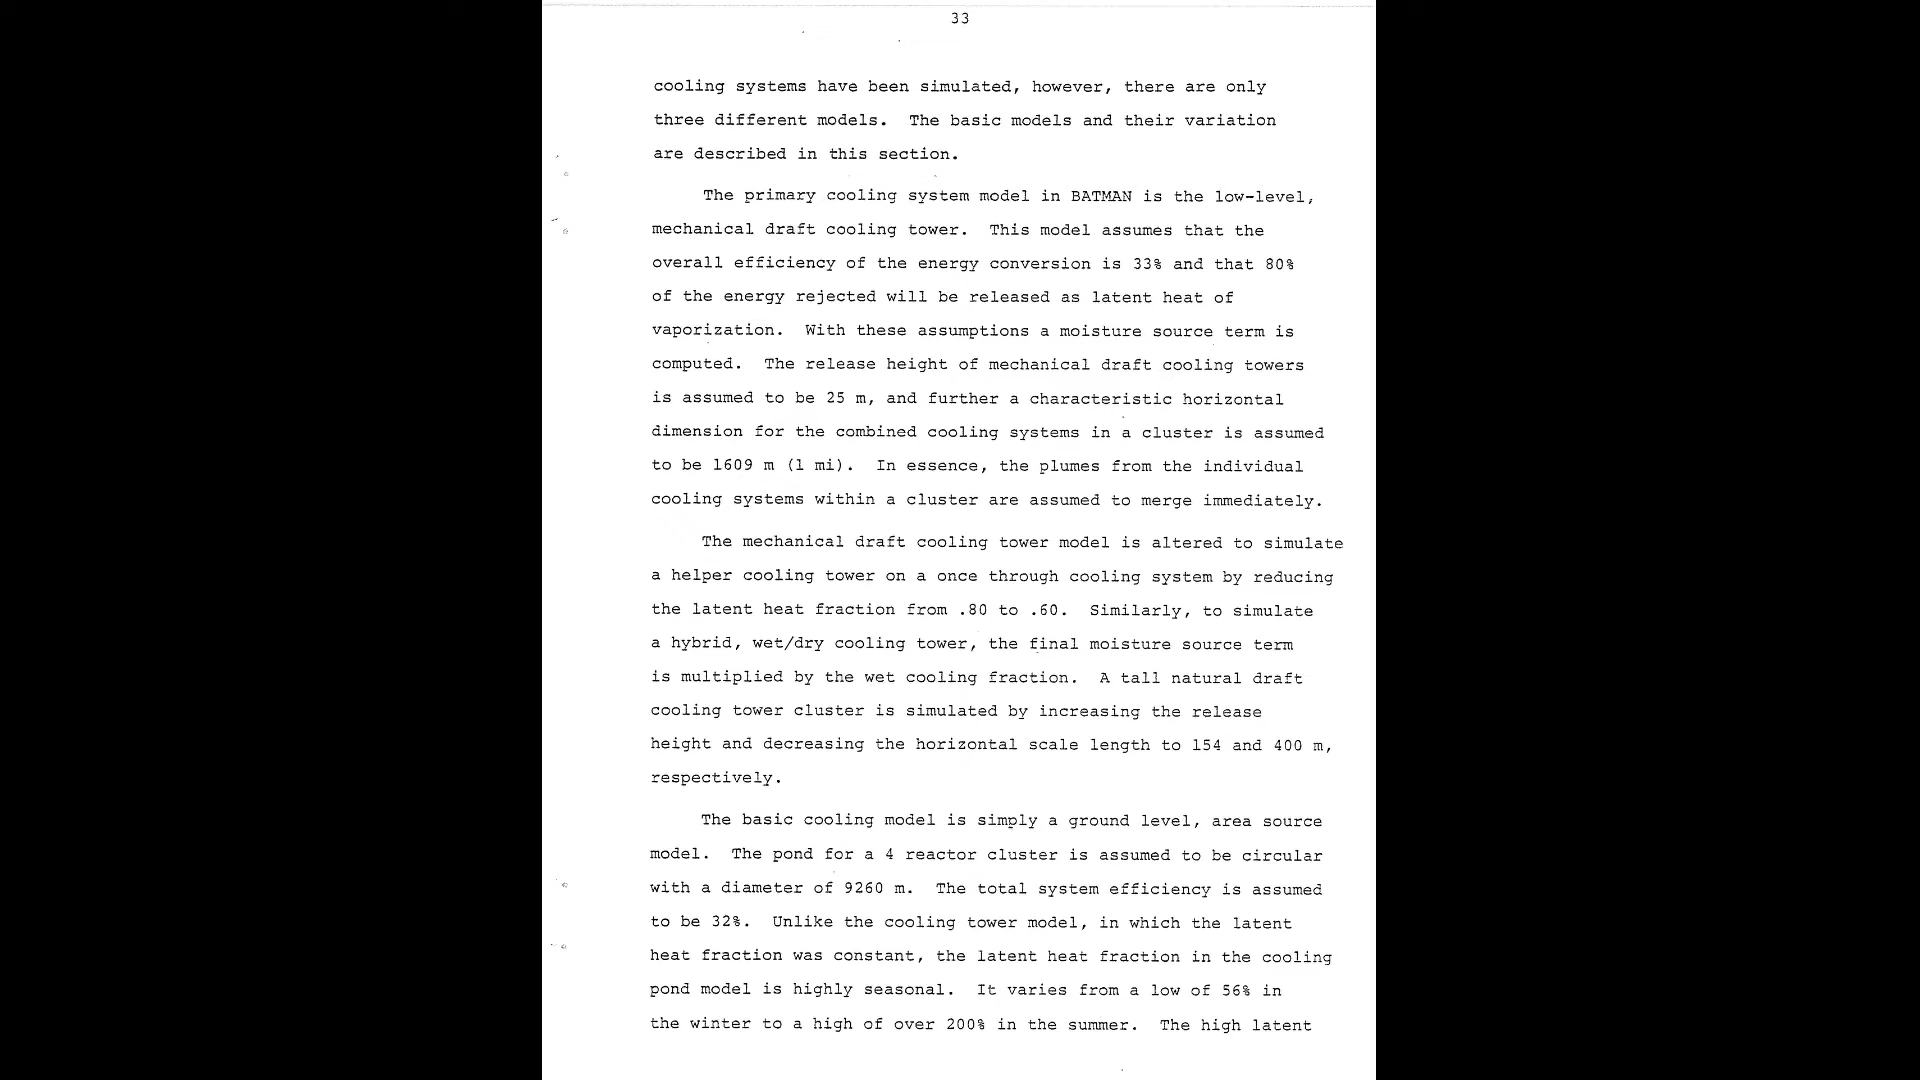 33
cooling systems have been simulated, however, there are only
three different models. The basic models and their variation
are described in this section.
The primary cooling system model in BATMAN is the low-level,
mechanical draft cooling tower. This model assumes that the
overall efficiency of the energy conversion is 33% and that 80%
of the energy rejected will be released as latent heat of
vaporization. With these assumptions a moisture source term is
computed. The release height of mechanical draft cooling towers
is assumed to be 25 m, and further a characteristic horizontal
dimension for the combined cooling systems in a cluster is assumed
to be 1609 m (1 mi). In essence, the plumes from the individual
cooling systems within a cluster are assumed to merge immediately.
The mechanical draft cooling tower model is altered to simulate
a helper cooling tower on a once through cooling system by reducing
the latent heat fraction from .80 to .60. Similarly, to simulate
a hybrid, wet/dry cooling tower, the final moisture source term
is multiplied by the wet cooling fraction. A tall natural draft
cooling tower cluster is simulated by increasing the release
height and decreasing the horizontal scale length to 154 and 400 m,
respectively.
The basic cooling model is simply a ground level, area source
model. The pond for a 4 reactor cluster is assumed to be circular
with a diameter of 9260 m. The total system efficiency is assumed
to be 32%. Unlike the cooling tower model, in which the latent
heat fraction was constant, the latent heat fraction in the cooling
pond model is highly seasonal. It varies from a low of 56% in
the winter to a high of over 200% in the summer. The high latent